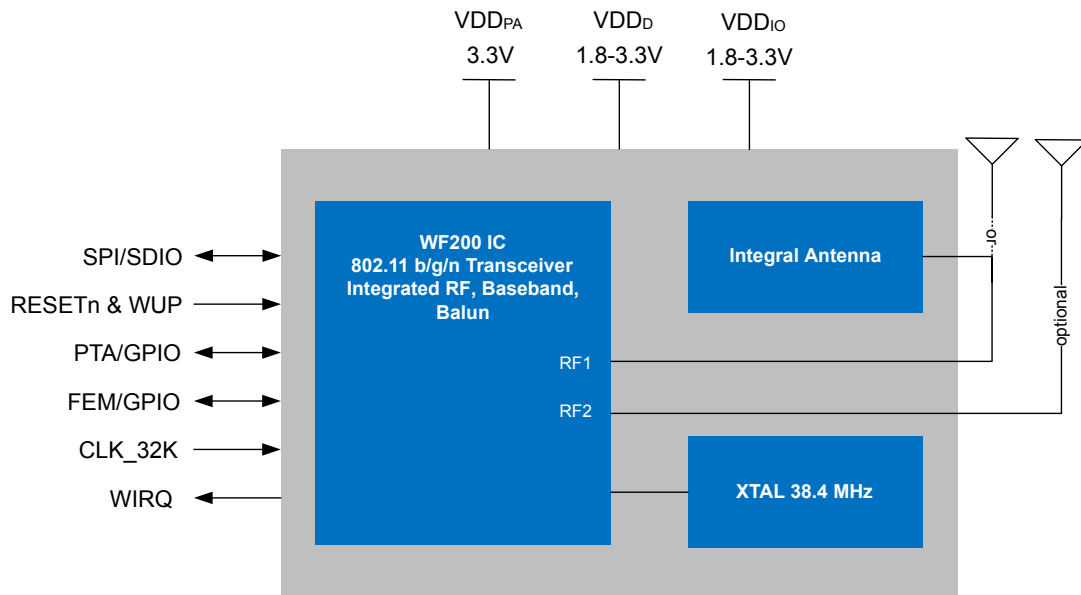 VDDPA
3.3V
VDDD
1.8-3.3V
VDDIO
1.8-3.3V
SPI/SDIO
RESETn & WUP
PTA/GPIO
FEM/GPIO
CLK_32K
WIRQ
WF200 IC
802.11 b/g/n Transceiver
Integrated RF, Baseband,
Balun
RF1
RF2
Integral Antenna
XTAL 38.4 MHz
or
optional